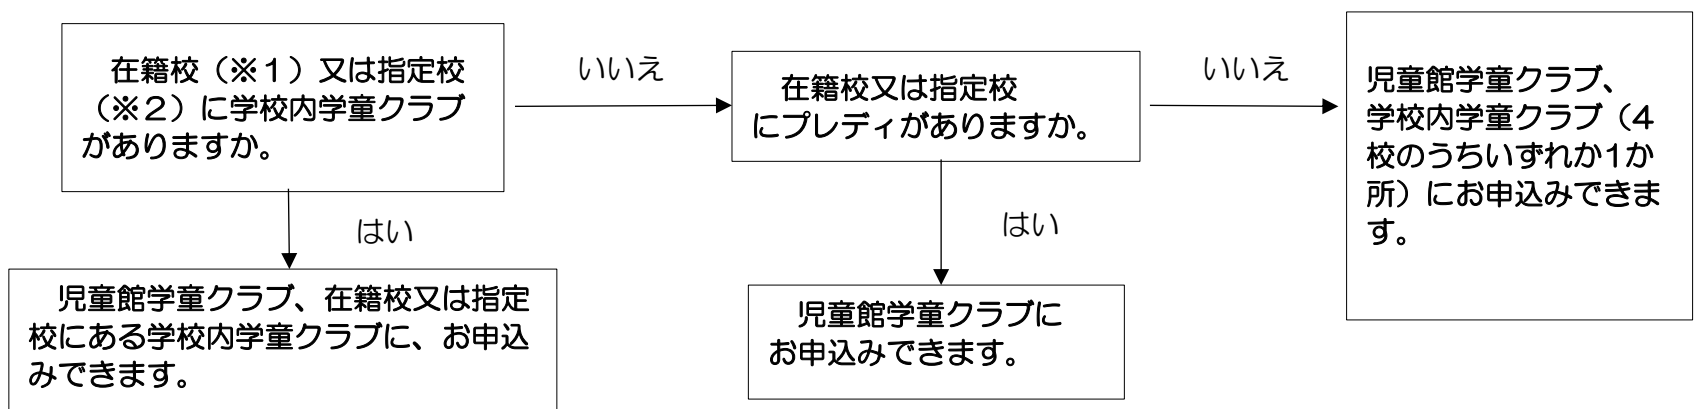 在籍校(※1)又は指定校
(※2)に学校内学童クラブ
がありますか。
いいえ
在籍校又は指定校
にプレディがありますか。
いいえ
児童館学童クラブ、
学校内学童クラブ(4
校のうちいずれか1か
所)にお申込みできま
す。
はい
はい
児童館学童クラブ、在籍校又は指定
校にある学校内学童クラブに、お申込
みできます。
児童館学童クラブに
お申込みできます。